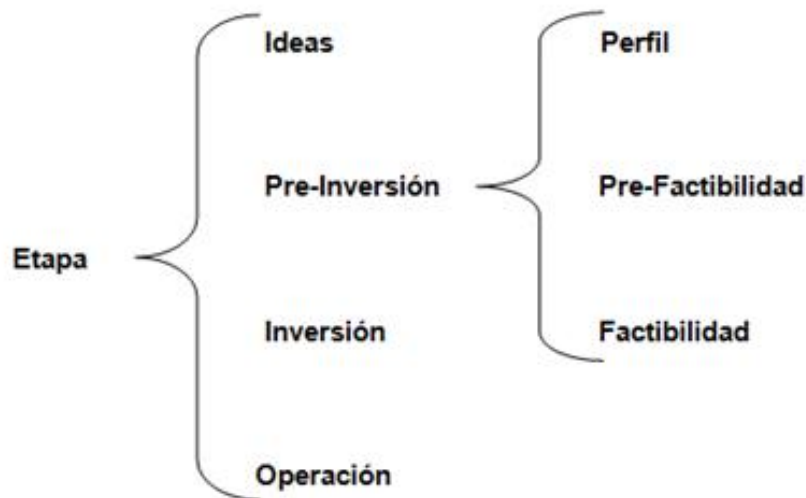 Ideas
Perfil
Pre-Inversión
Pre-Factibilidad
Etapa
Inversión
Factibilidad
Operación